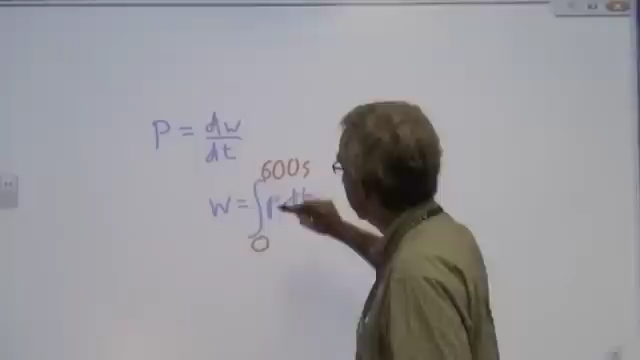 P = dw/dt
600s
w = ∫ p dt
0